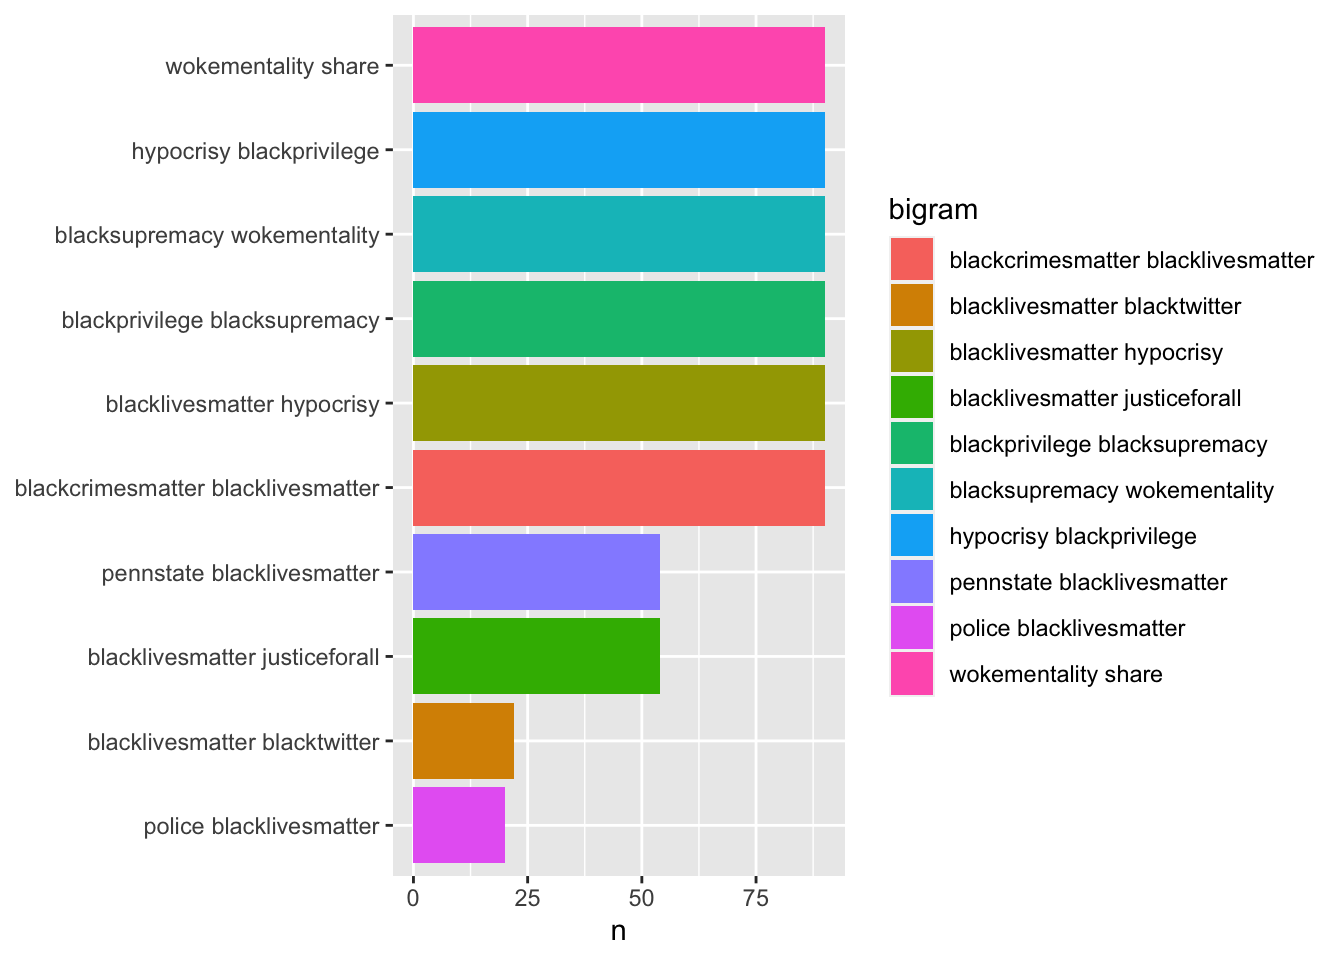 wokementality share
hypocrisy blackprivilege
blacksupremacy wokementality
blackprivilege blacksupremacy
blacklivesmatter hypocrisy
blackcrimesmatter blacklivesmatter
pennstate blacklivesmatter
blacklivesmatter justiceforall
blacklivesmatter blacktwitter
police blacklivesmatter
0 25 50 75
n
bigram
blackcrimesmatter blacklivesmatter
blacklivesmatter blacktwitter
blacklivesmatter hypocrisy
blacklivesmatter justiceforall
blackprivilege blacksupremacy
blacksupremacy wokementality
hypocrisy blackprivilege
pennstate blacklivesmatter
police blacklivesmatter
wokementality share